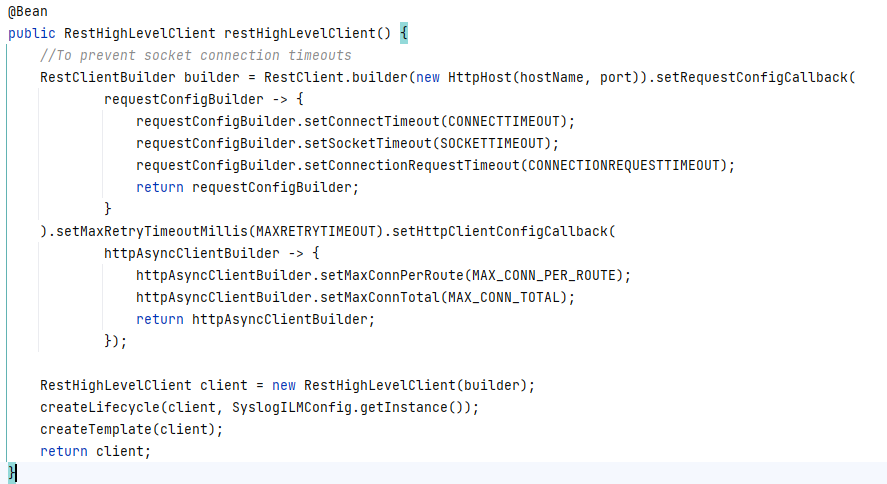 @Bean
public RestHighLevelClient restHighLevelClient() {
    //To prevent socket connection timeouts
    RestClientBuilder builder = RestClient.builder(new HttpHost(hostName, port)).setRequestConfigCallback(
            requestConfigBuilder -> {
                requestConfigBuilder.setConnectTimeout(CONNECTTIMEOUT);
                requestConfigBuilder.setSocketTimeout(SOCKETTIMEOUT);
                requestConfigBuilder.setConnectionRequestTimeout(CONNECTIONREQUESTTIMEOUT);
                return requestConfigBuilder;
            }
    ).setMaxRetryTimeoutMillis(MAXRETRYTIMEOUT).setHttpClientConfigCallback(
            httpAsyncClientBuilder -> {
                httpAsyncClientBuilder.setMaxConnPerRoute(MAX_CONN_PER_ROUTE);
                httpAsyncClientBuilder.setMaxConnTotal(MAX_CONN_TOTAL);
                return httpAsyncClientBuilder;
            });

    RestHighLevelClient client = new RestHighLevelClient(builder);
    createLifecycle(client, SyslogILMConfig.getInstance());
    createTemplate(client);
    return client;
}